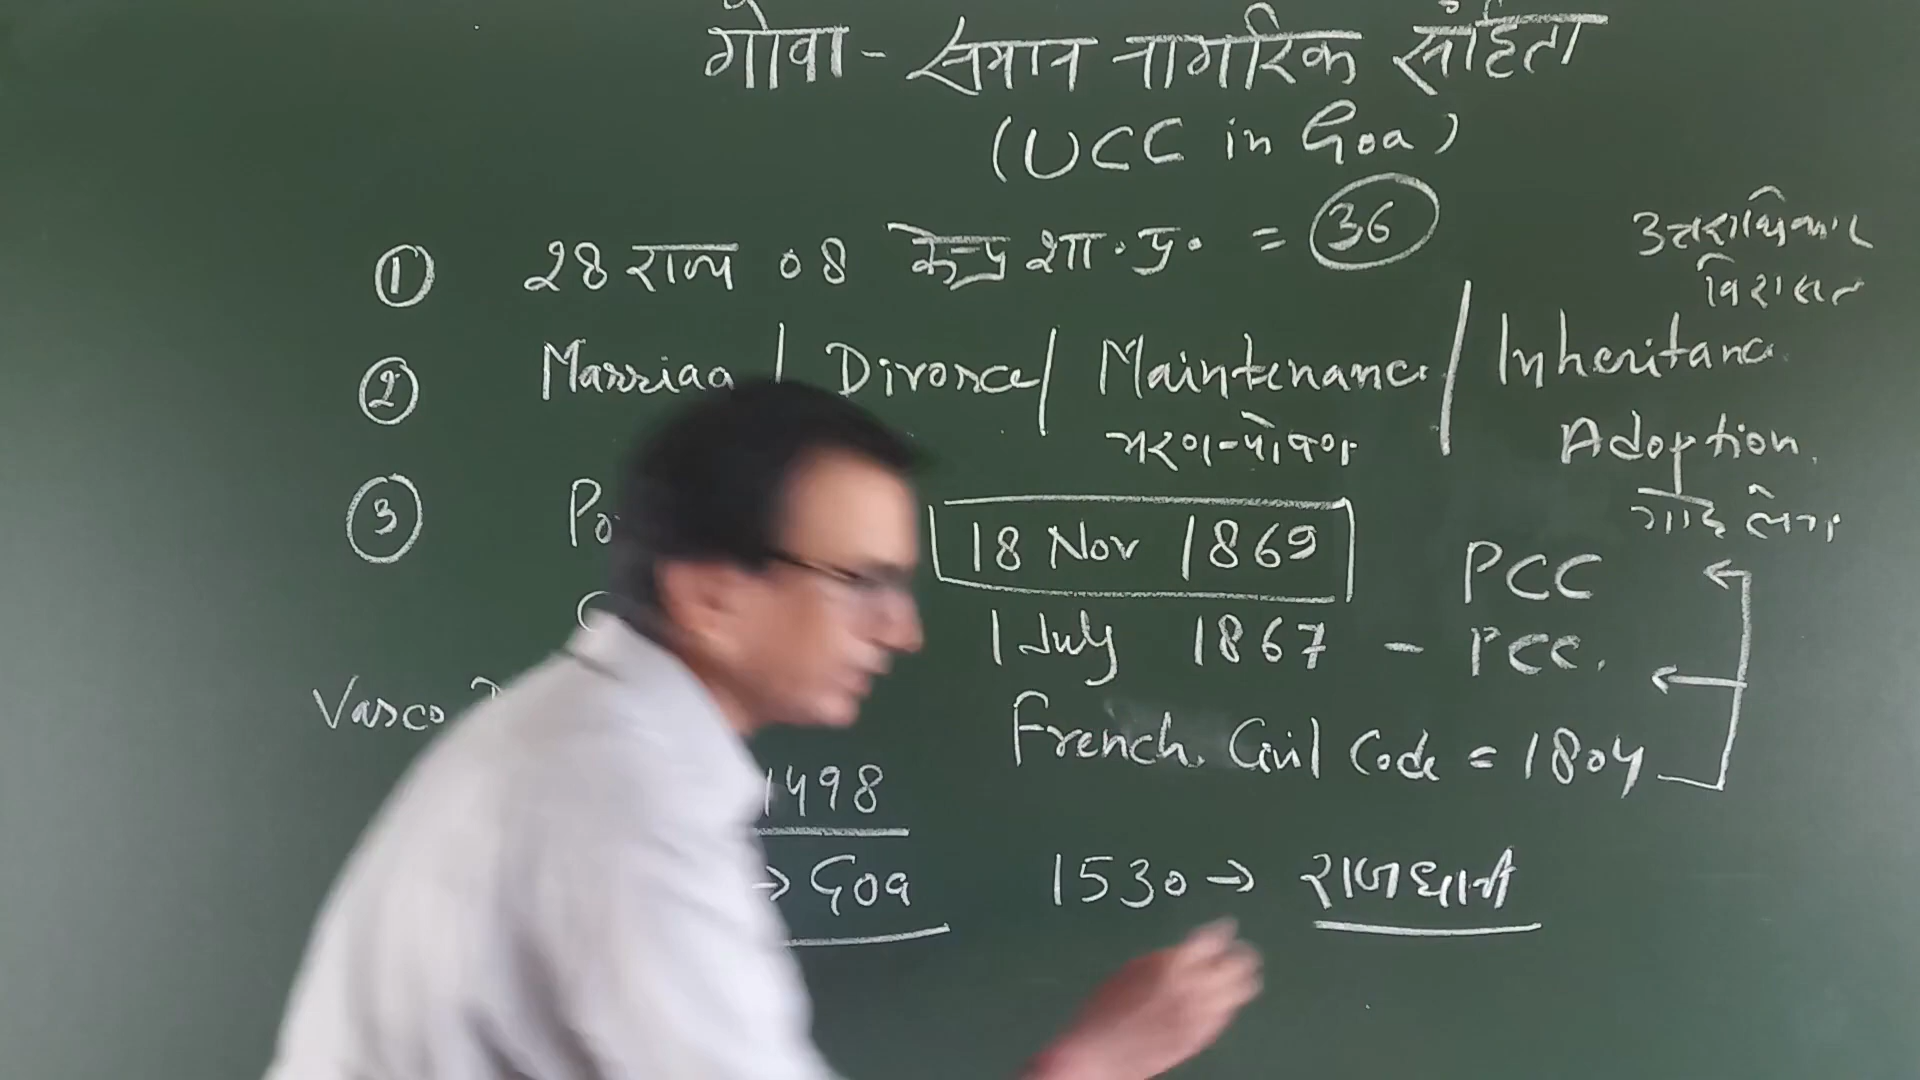 गोवा - समान नागरिक संहिता
(UCC in Goa)
① 28 राज्य 08 केन्द्र शा. प्र. = 36
उत्तराधिकार
विरासत
② Marriag / Divorce / Maintenance / Inheritance
भरण-पोषण
Adoption.
गोद लेना
③ Po 18 Nov 1869 PCC
1 July 1867 - PCC.
Vasco
French Civil Code = 1804
1498
→ Goa 1530 → राजधानी